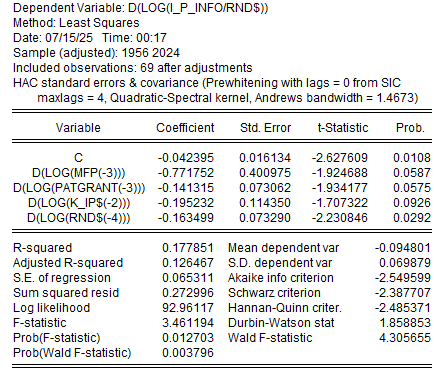 Dependent Variable: D(LOG(I_P_INFO/RND$))
Method: Least Squares
Date: 07/15/25 Time: 00:17
Sample (adjusted): 1956 2024
Included observations: 69 after adjustments
HAC standard errors & covariance (Prewhitening with lags = 0 from SIC
maxlags = 4, Quadratic-Spectral kernel, Andrews bandwidth = 1.4673)
Variable Coefficient Std. Error t-Statistic Prob.
C -0.042395 0.016134 -2.627609 0.0108
D(LOG(MFP(-3))) -0.771752 0.400975 -1.924688 0.0587
D(LOG(PATGRANT(-3))) -0.141315 0.073062 -1.934177 0.0575
D(LOG(K_IP$(-2))) -0.195232 0.114350 -1.707322 0.0926
D(LOG(RND$(-4))) -0.163499 0.073290 -2.230846 0.0292
R-squared 0.177851 Mean dependent var -0.094801
Adjusted R-squared 0.126467 S.D. dependent var 0.069879
S.E. of regression 0.065311 Akaike info criterion -2.549599
Sum squared resid 0.272996 Schwarz criterion -2.387707
Log likelihood 92.96117 Hannan-Quinn criter. -2.485371
F-statistic 3.461194 Durbin-Watson stat 1.858853
Prob(F-statistic) 0.012703 Wald F-statistic 4.305655
Prob(Wald F-statistic) 0.003796